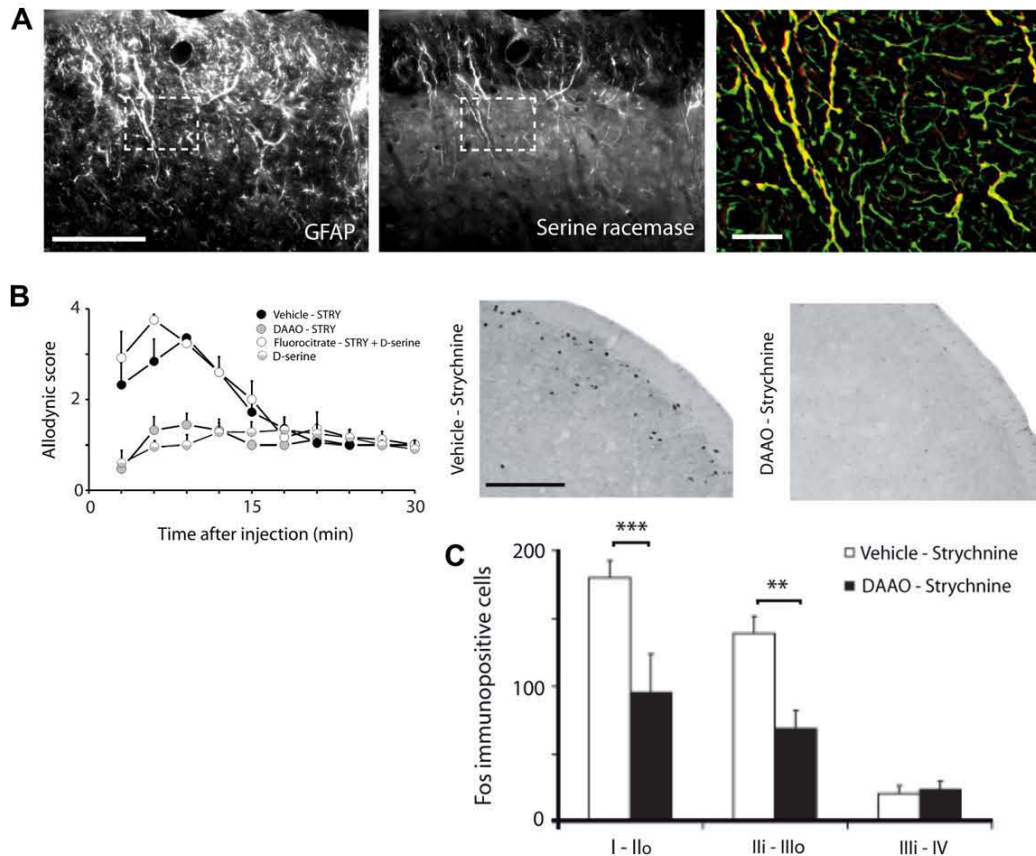 A
GFAP
Serine racemase
B
4
2
0
Allodynic score
Vehicle - STRY
DAAO - STRY
Fluorocitrate - STRY + D-serine
D-serine
0
15
30
Time after injection (min)
Vehicle - Strychnine
DAAO - Strychnine
C
200
100
0
Fos immunopositive cells
***
**
Vehicle - Strychnine
DAAO - Strychnine
I - IIo
IIi - IIIo
IIIi - IV